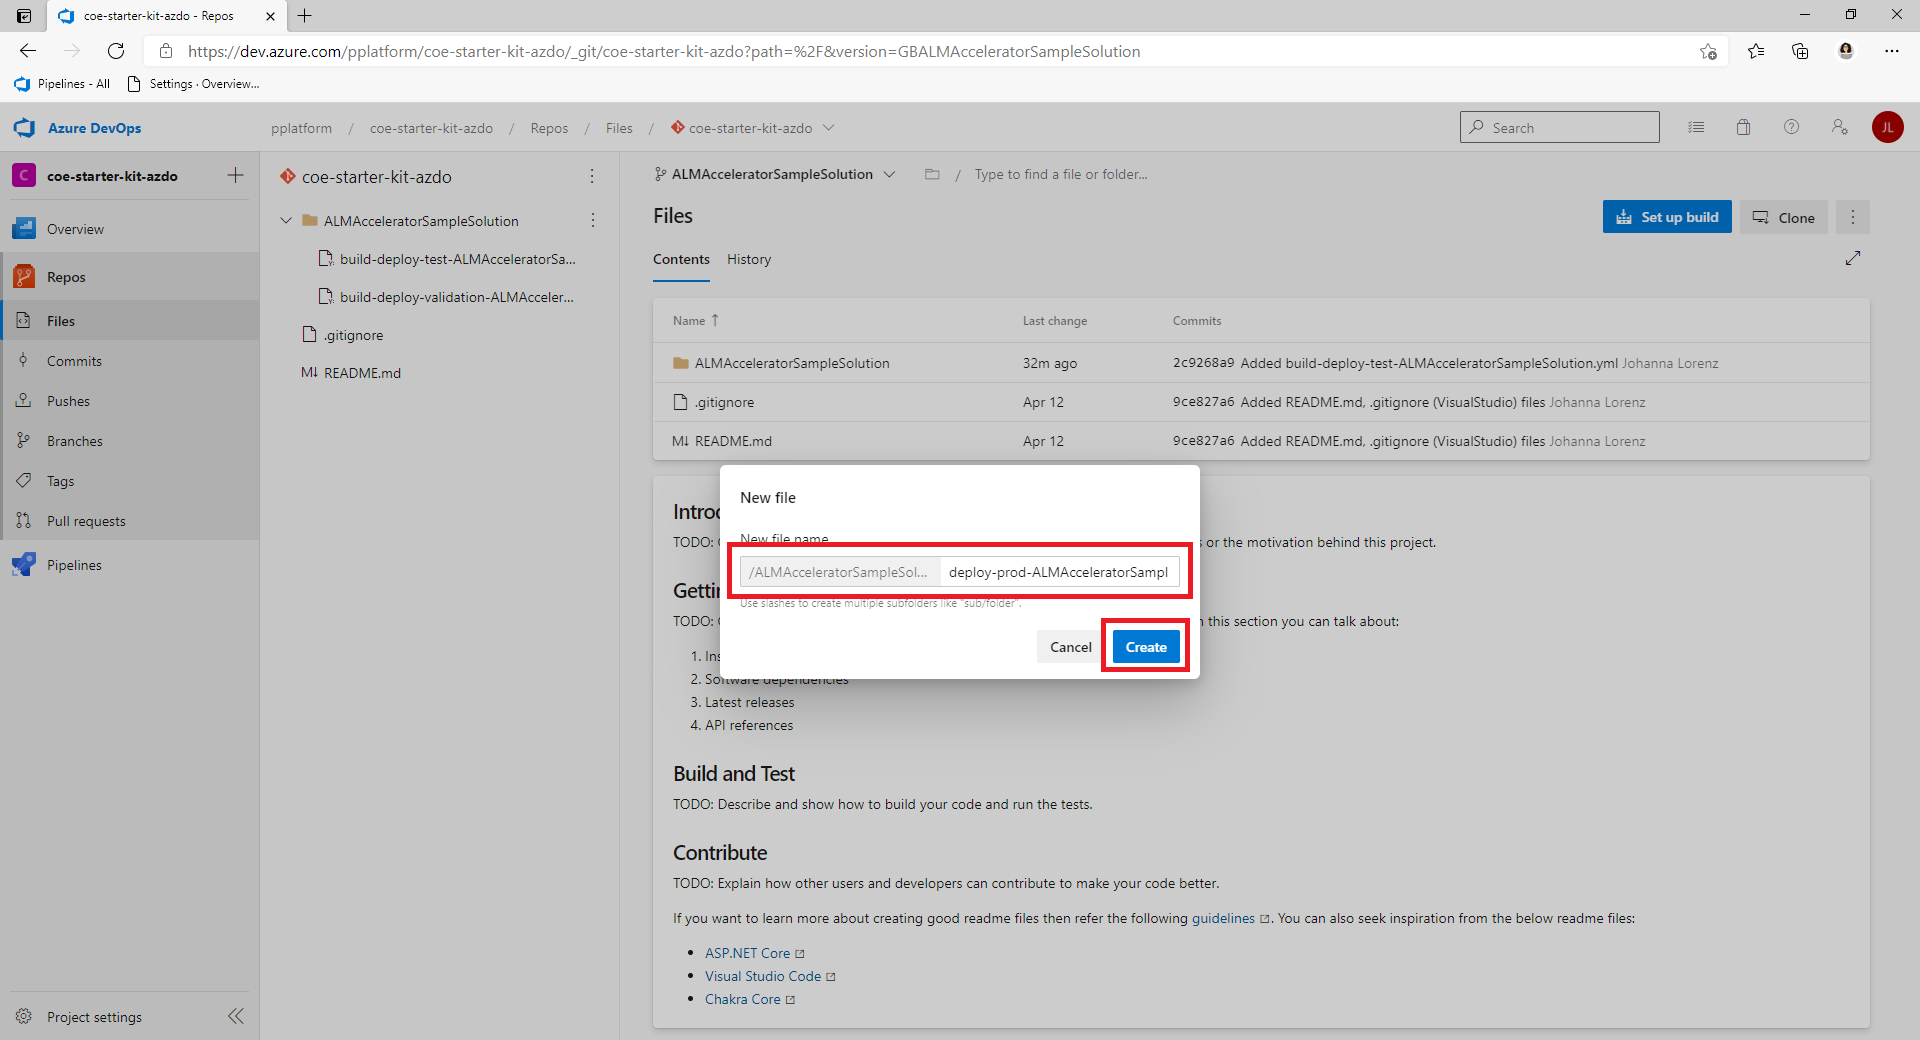 coe-starter-kit-azdo - Repos
https://dev.azure.com/pplatform/coe-starter-kit-azdo/_git/coe-starter-kit-azdo?path=%2F&version=GBALMAcceleratorSampleSolution
Pipelines - All
Settings · Overview...
Azure DevOps
pplatform / coe-starter-kit-azdo / Repos / Files / coe-starter-kit-azdo
Search
JL
C
coe-starter-kit-azdo
Overview
Repos
Files
Commits
Pushes
Branches
Tags
Pull requests
Pipelines
Project settings
coe-starter-kit-azdo
ALMAcceleratorSampleSolution
build-deploy-test-ALMAcceleratorSa...
build-deploy-validation-ALMAcceler...
.gitignore
M↓ README.md
ALMAcceleratorSampleSolution
/ Type to find a file or folder...
Files
Set up build
Clone
Contents
History
Name ↑ Last change Commits
ALMAcceleratorSampleSolution 32m ago 2c9268a9 Added build-deploy-test-ALMAcceleratorSampleSolution.yml Johanna Lorenz
.gitignore Apr 12 9ce827a6 Added README.md, .gitignore (VisualStudio) files Johanna Lorenz
M↓ README.md Apr 12 9ce827a6 Added README.md, .gitignore (VisualStudio) files Johanna Lorenz
New file
New file name
/ALMAcceleratorSampleSol... deploy-prod-ALMAcceleratorSampl
Use slashes to create multiple subfolders like "sub/folder".
Cancel
Create
Introd
TODO: or the motivation behind this project.
Gettin
TODO: this section you can talk about:
1. Ins
2. Software dependencies
3. Latest releases
4. API references
Build and Test
TODO: Describe and show how to build your code and run the tests.
Contribute
TODO: Explain how other users and developers can contribute to make your code better.
If you want to learn more about creating good readme files then refer the following guidelines. You can also seek inspiration from the below readme files:
• ASP.NET Core
• Visual Studio Code
• Chakra Core